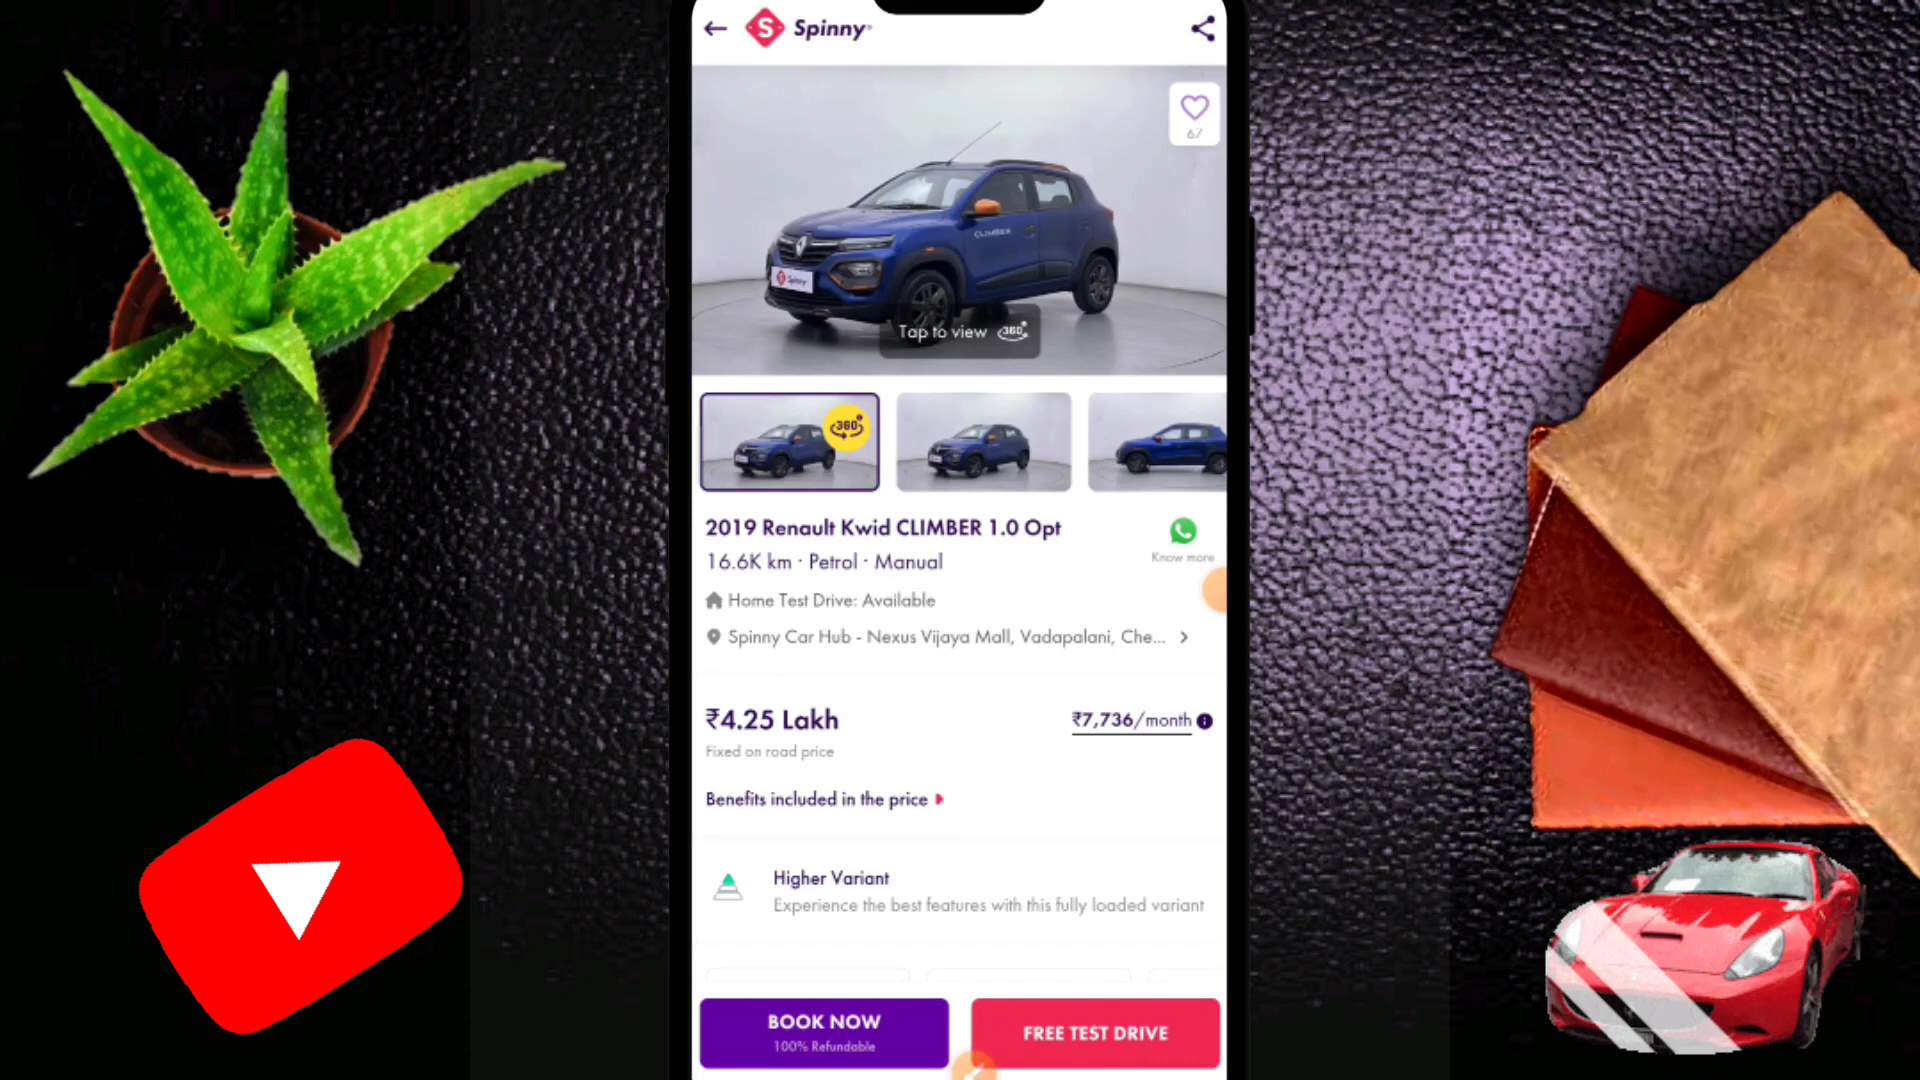 Spinny
67
CLIMBER
Spinny
Tap to view 360°
360°
2019 Renault Kwid CLIMBER 1.0 Opt
16.6K km · Petrol · Manual
Know more
Home Test Drive: Available
Spinny Car Hub - Nexus Vijaya Mall, Vadapalani, Che...
₹4.25 Lakh
₹7,736/month
Fixed on road price
Benefits included in the price
Higher Variant
Experience the best features with this fully loaded variant
BOOK NOW
100% Refundable
FREE TEST DRIVE